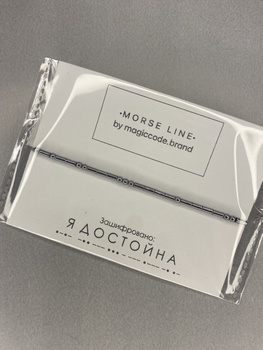 •MORSE LINE•
by magiccode.brand
Зашифровано:
Я ДОСТОЙНА